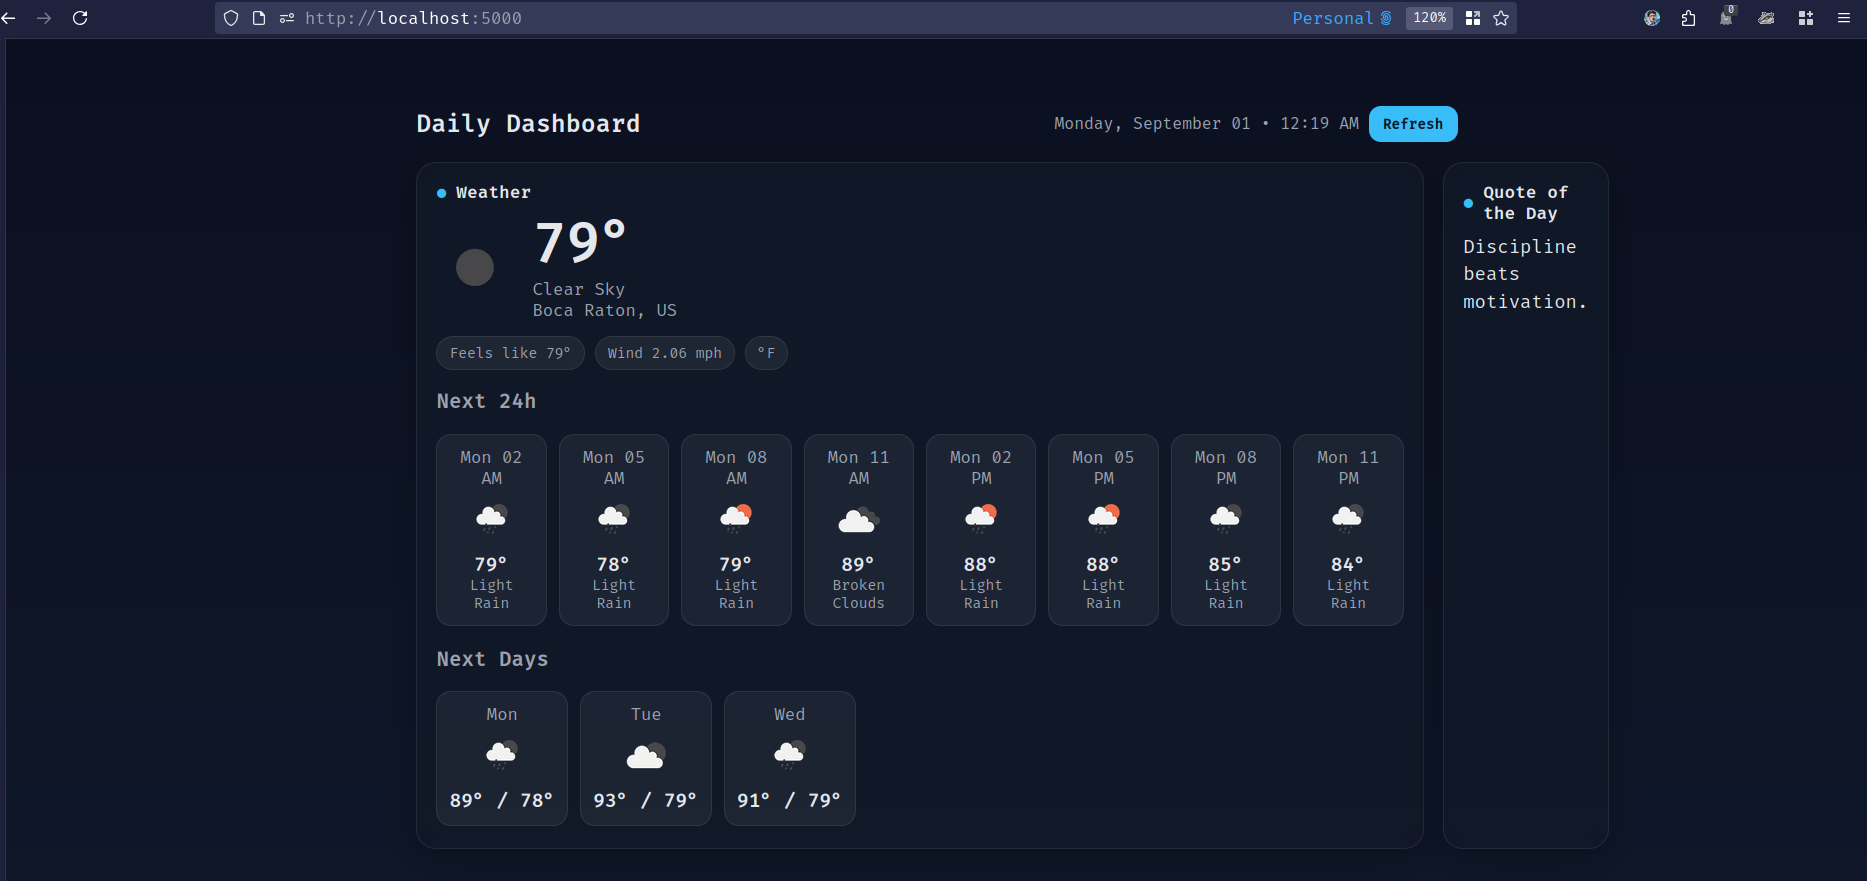 http://localhost:5000
Personal
120%
0
Daily Dashboard
Monday, September 01 • 12:19 AM
Refresh
Weather
79°
Clear Sky
Boca Raton, US
Feels like 79°
Wind 2.06 mph
°F
Next 24h
Mon 02
AM
79°
Light
Rain
Mon 05
AM
78°
Light
Rain
Mon 08
AM
79°
Light
Rain
Mon 11
AM
89°
Broken
Clouds
Mon 02
PM
88°
Light
Rain
Mon 05
PM
88°
Light
Rain
Mon 08
PM
85°
Light
Rain
Mon 11
PM
84°
Light
Rain
Next Days
Mon
89° / 78°
Tue
93° / 79°
Wed
91° / 79°
Quote of
the Day
Discipline
beats
motivation.